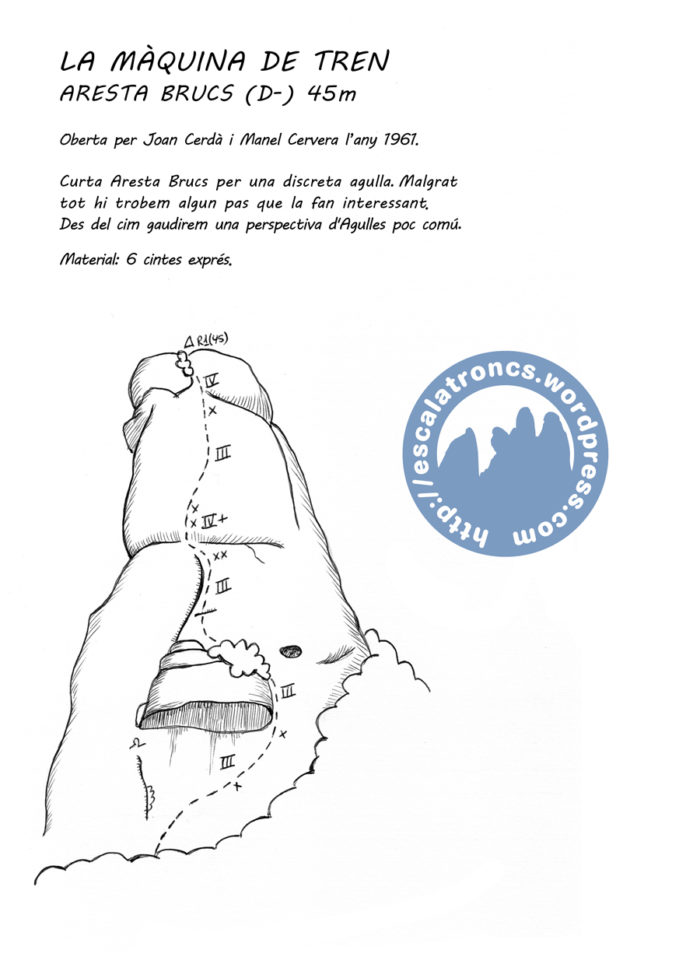 LA MÀQUINA DE TREN
ARESTA BRUCS (D-) 45m
Oberta per Joan Cerdà i Manel Cervera l'any 1961.
Curta Aresta Brucs per una discreta agulla. Malgrat
tot hi trobem algun pas que la fan interessant.
Des del cim gaudirem una perspectiva d'Agulles poc comú.
Material: 6 cintes exprés.
R1(45)
IV
III
IV+
III
III
III
http://escalatroncs.wordpress.com